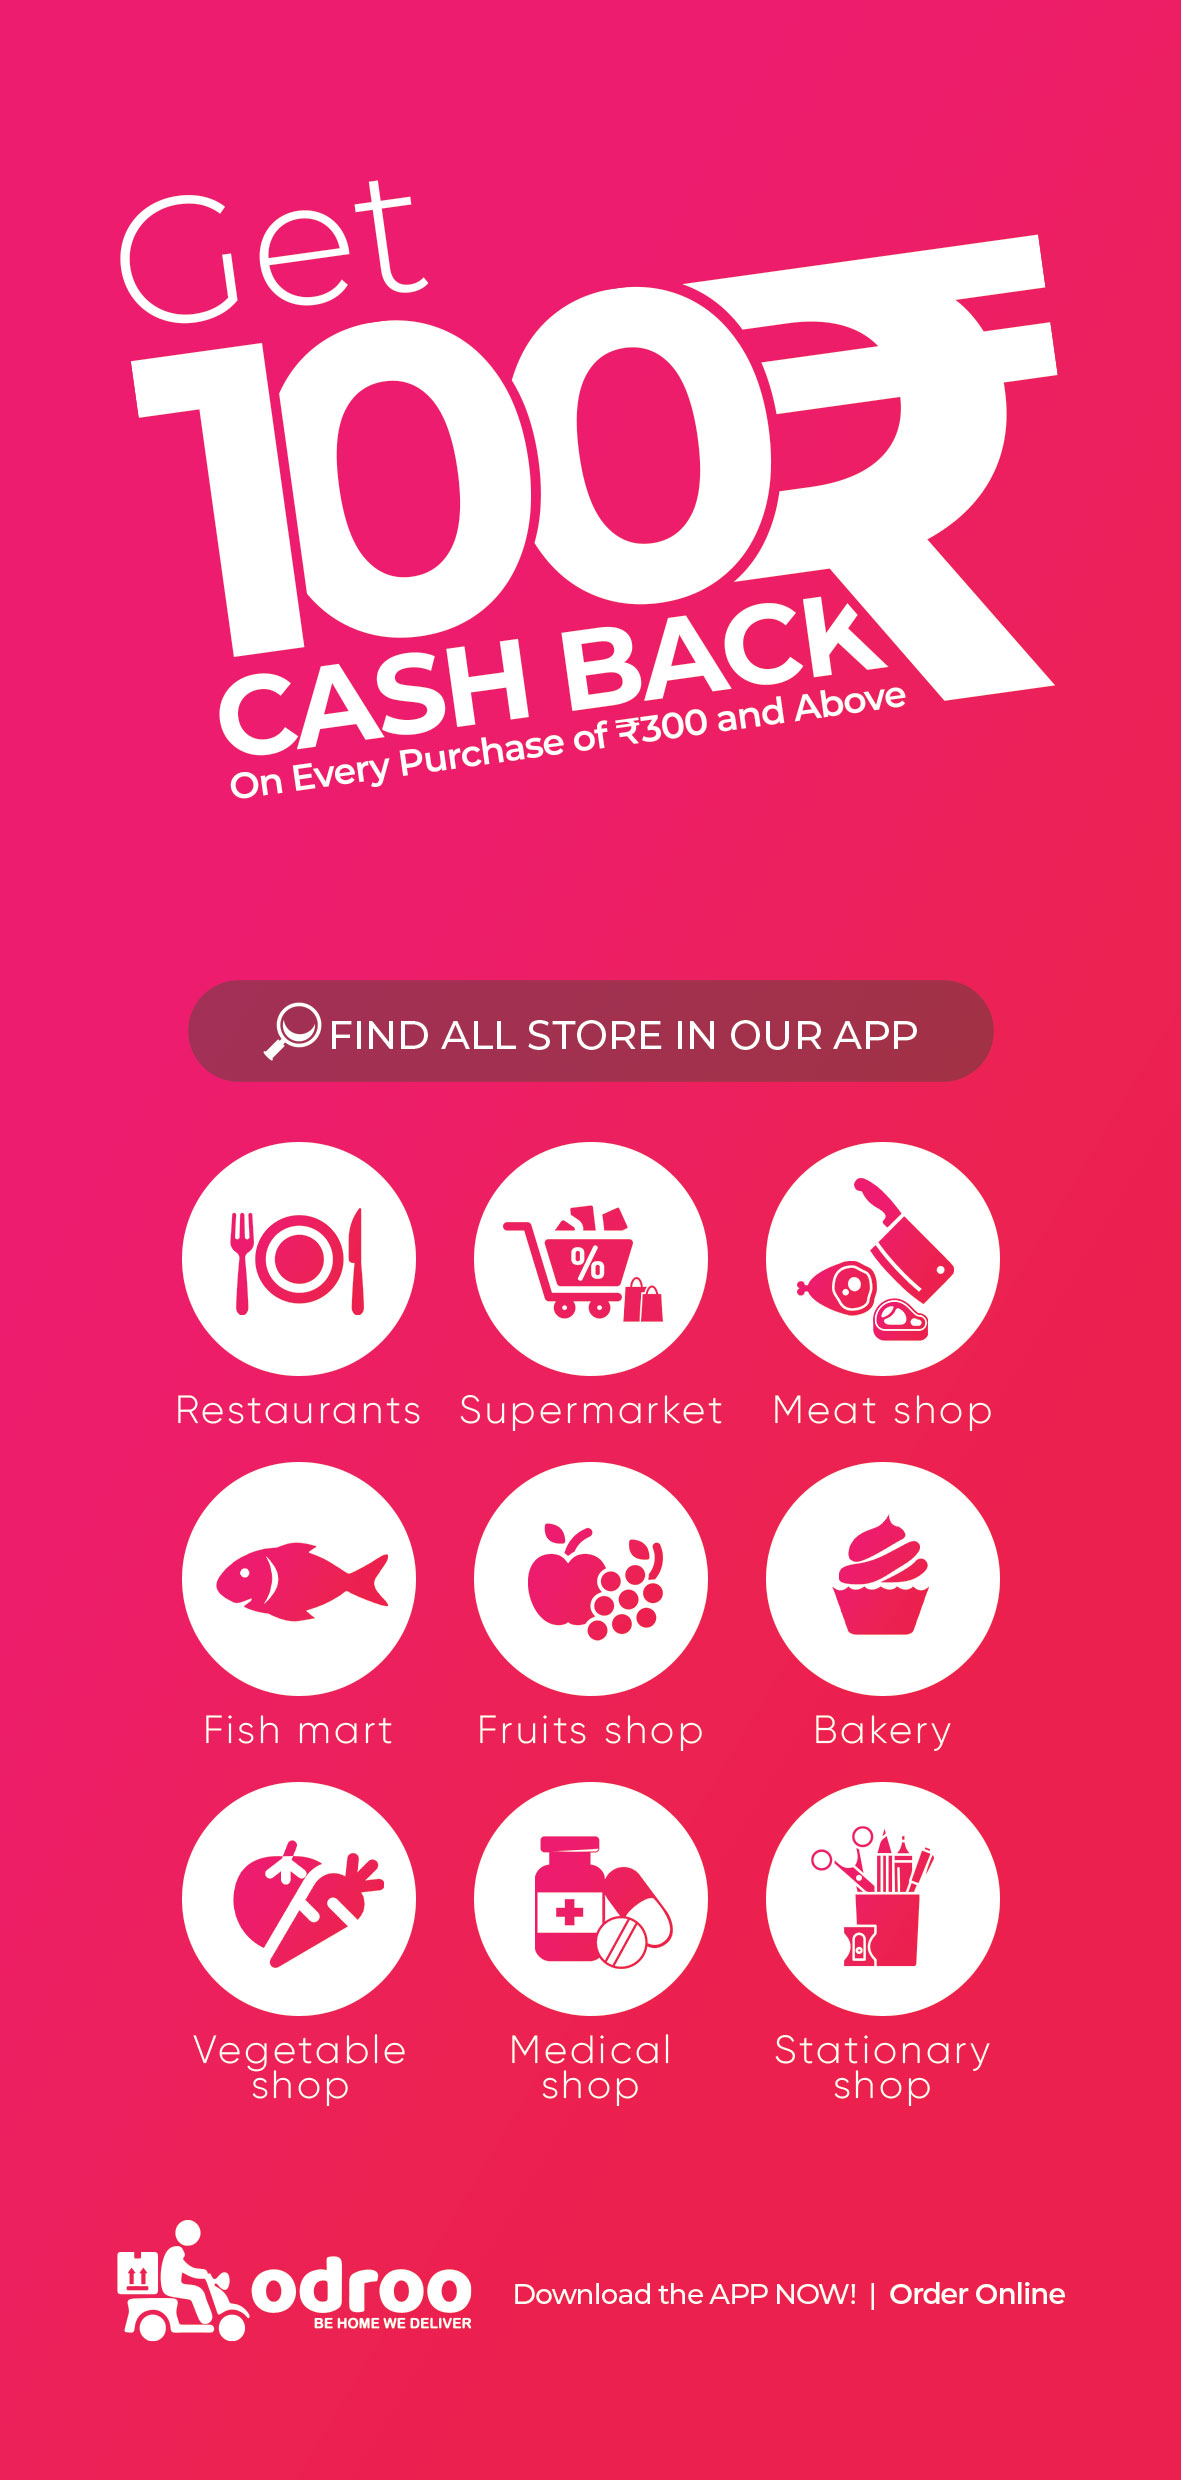 Get
100₹
CASH BACK
On Every Purchase of ₹300 and Above
FIND ALL STORE IN OUR APP
%
Restaurants
Supermarket
Meat shop
Fish mart
Fruits shop
Bakery
Vegetable
shop
Medical
shop
Stationary
shop
odroo
BE HOME WE DELIVER
Download the APP NOW! | Order Online